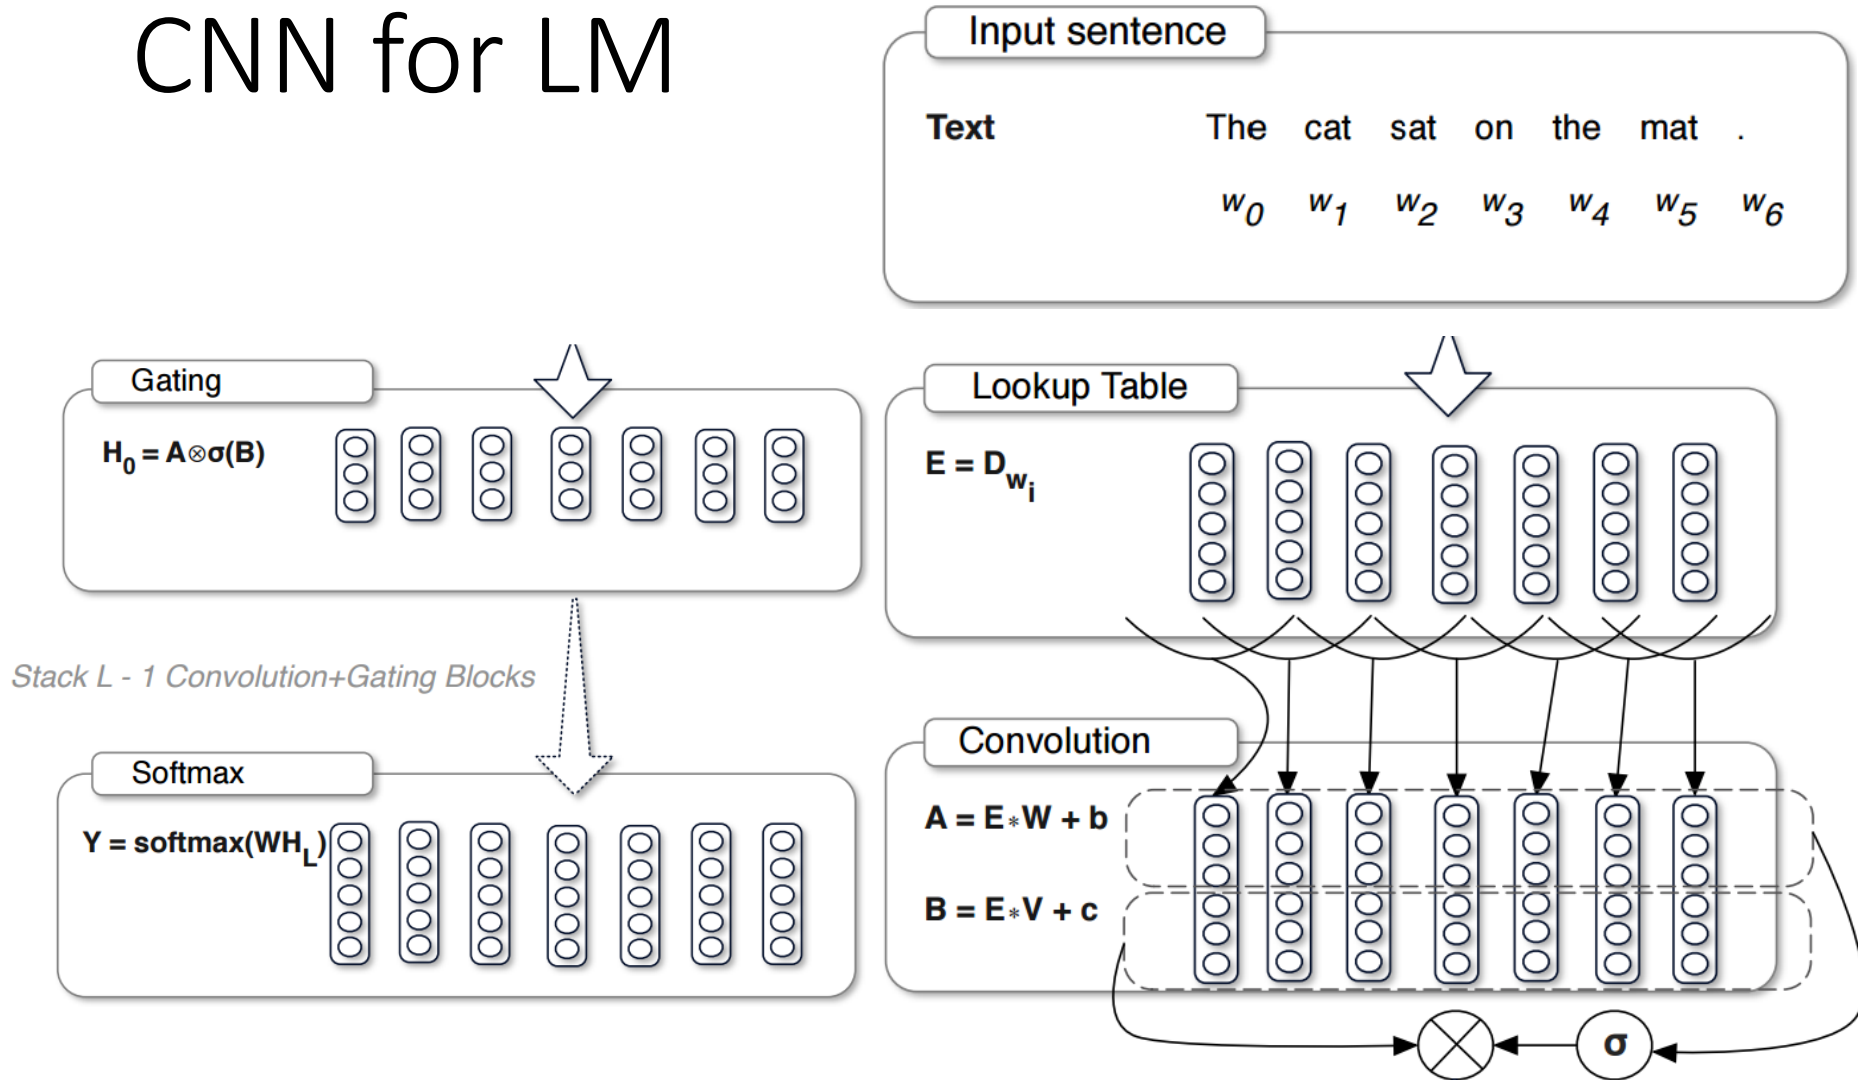 CNN for LM
Input sentence
Text The cat sat on the mat .
w0 w1 w2 w3 w4 w5 w6
Lookup Table
E = Dwi
Convolution
A = E*W + b
B = E*V + c
σ
Gating
H0 = A⊗σ(B)
Stack L - 1 Convolution+Gating Blocks
Softmax
Y = softmax(WHL)